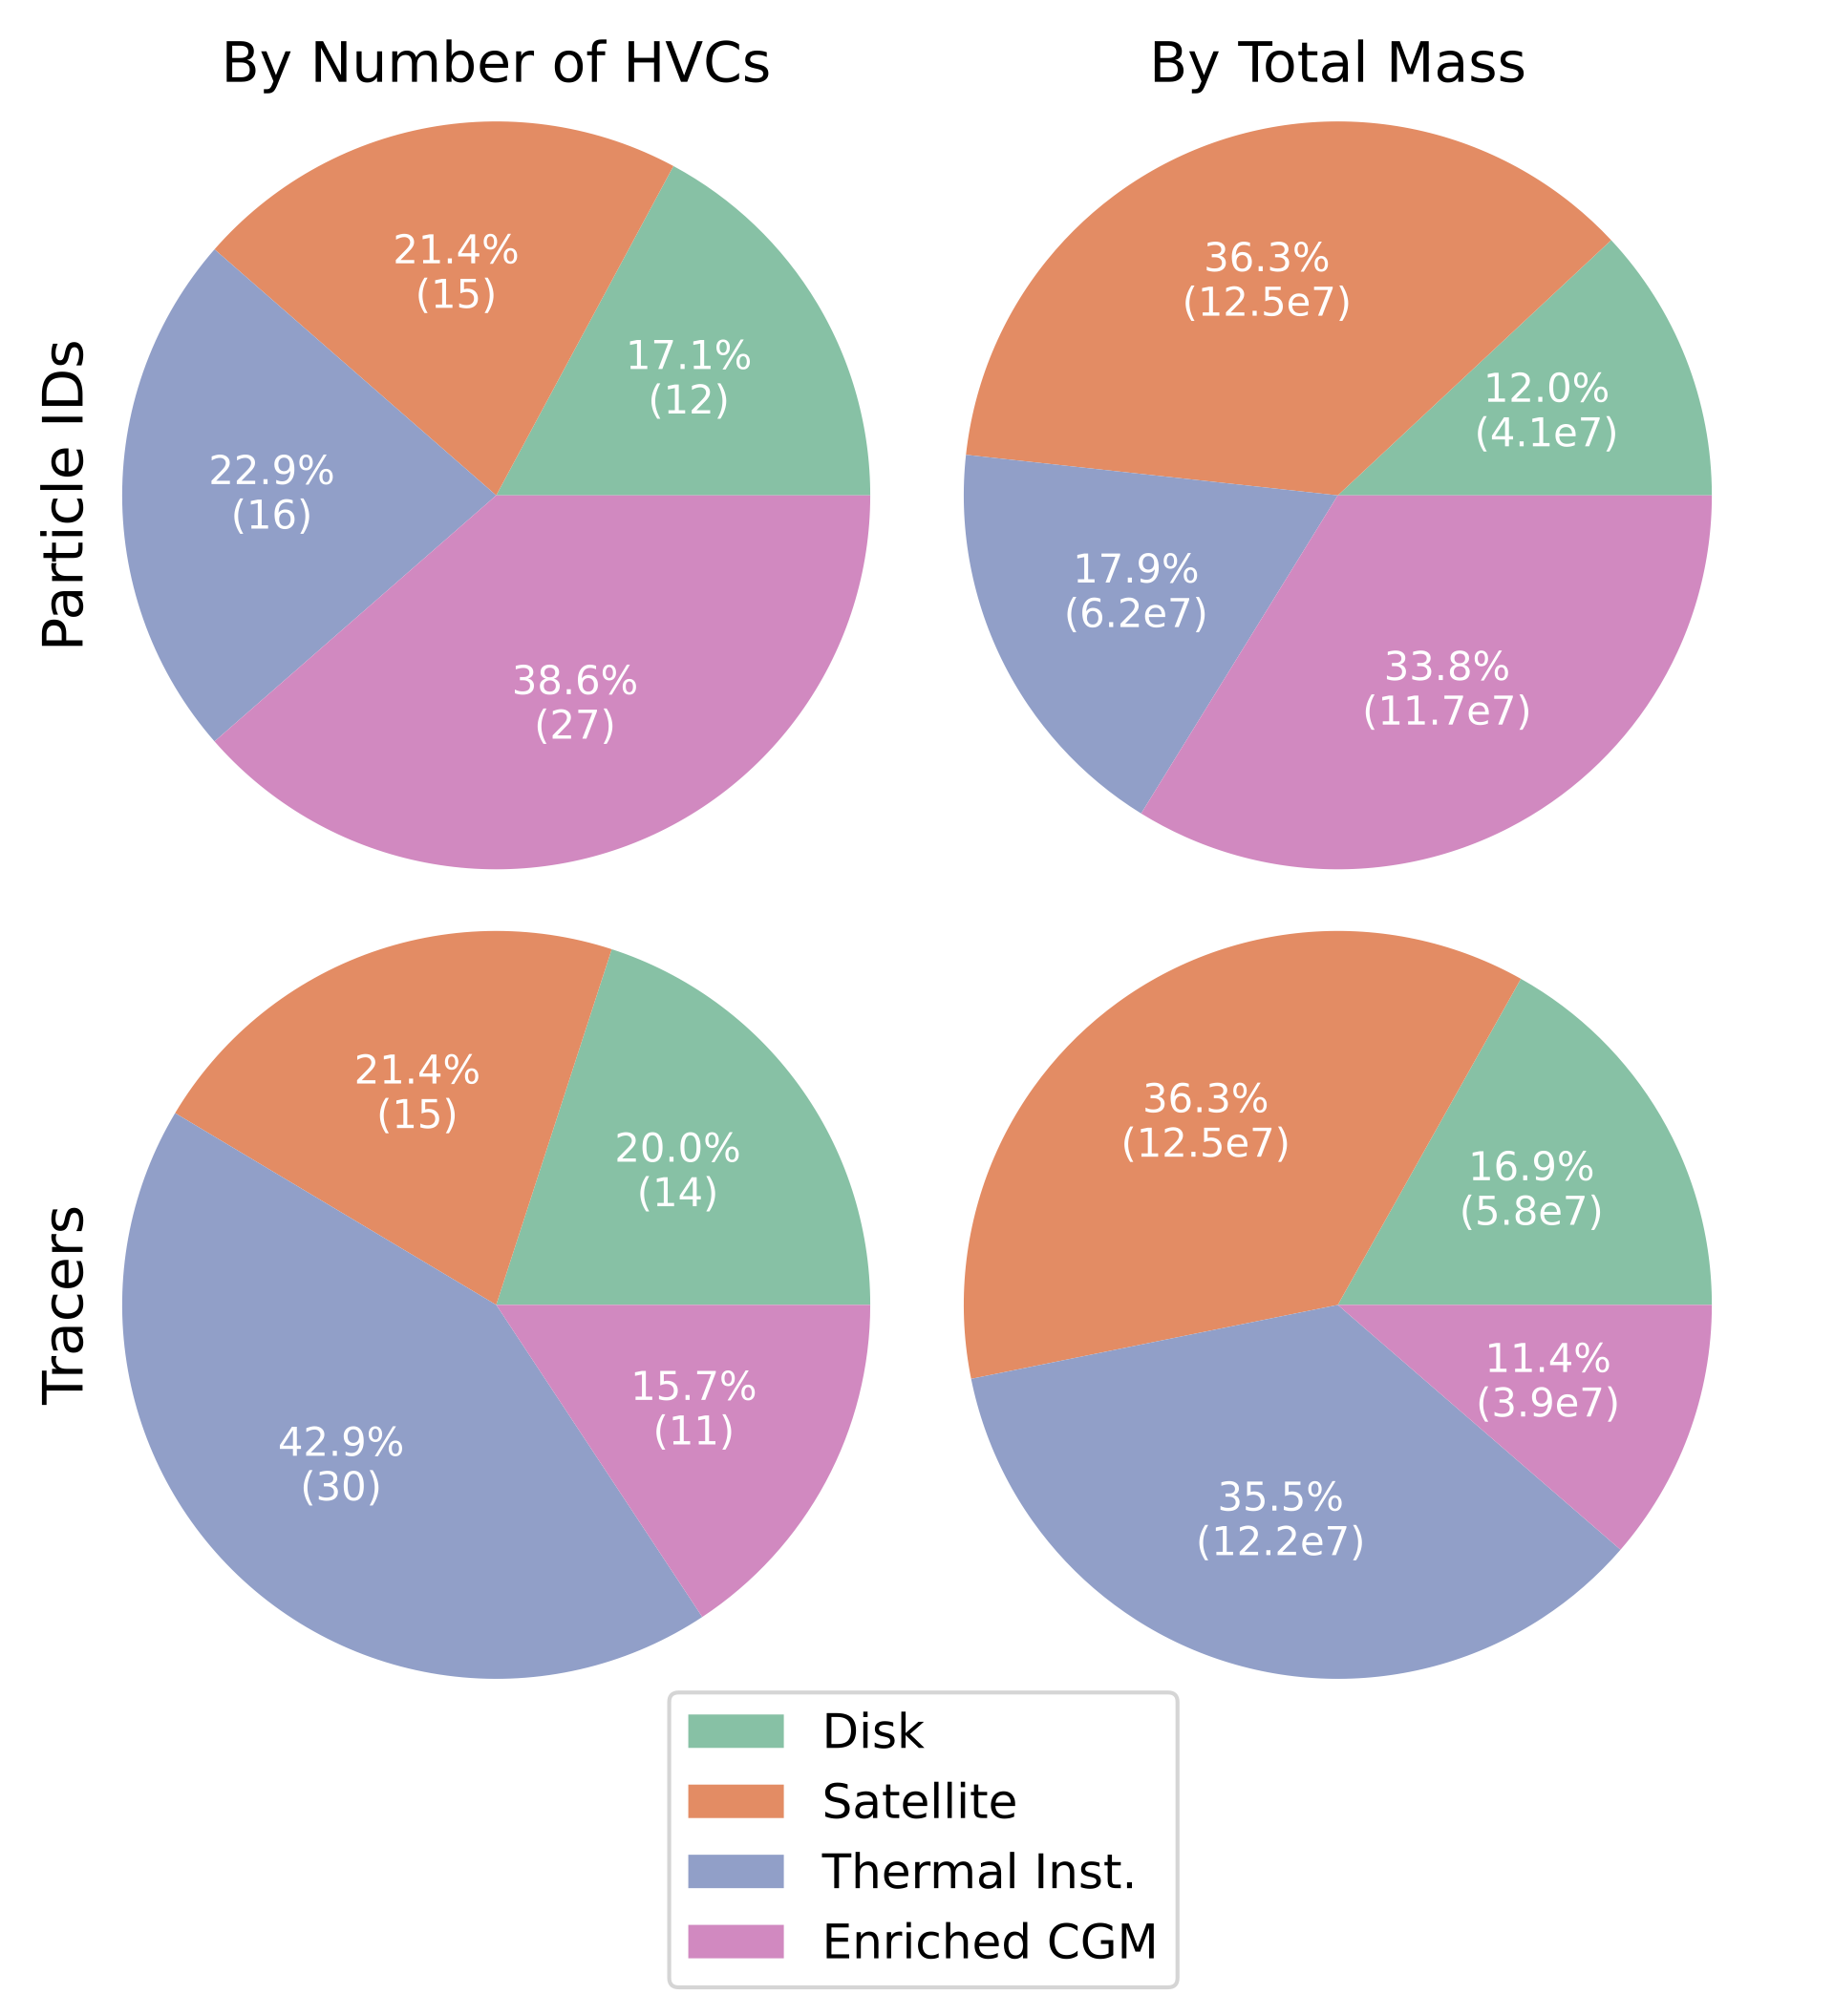 By Number of HVCs
By Total Mass
Particle IDs
21.4%
(15)
17.1%
(12)
22.9%
(16)
38.6%
(27)
36.3%
(12.5e7)
12.0%
(4.1e7)
17.9%
(6.2e7)
33.8%
(11.7e7)
Tracers
21.4%
(15)
20.0%
(14)
42.9%
(30)
15.7%
(11)
36.3%
(12.5e7)
16.9%
(5.8e7)
11.4%
(3.9e7)
35.5%
(12.2e7)
Disk
Satellite
Thermal Inst.
Enriched CGM